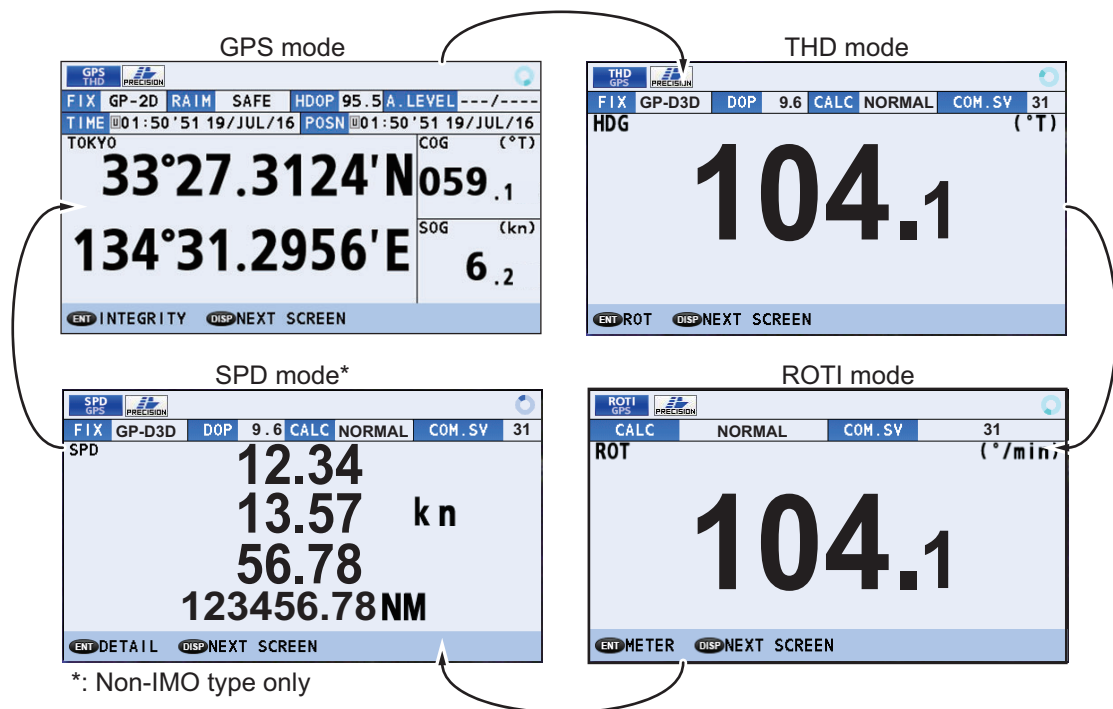 GPS mode
GPS
THD
PRECISION
FIX GP-2D RAIM SAFE HDOP 95.5 A.LEVEL ---/----
TIME U01:50'51 19/JUL/16 POSN U01:50'51 19/JUL/16
TOKYO
33°27.3124'N
134°31.2956'E
COG (°T)
059.1
SOG (kn)
6.2
ENT INTEGRITY DISP NEXT SCREEN
THD mode
THD
GPS
PRECISION
FIX GP-D3D DOP 9.6 CALC NORMAL COM.SV 31
HDG (°T)
104.1
ENT ROT DISP NEXT SCREEN
SPD mode*
SPD
GPS
PRECISION
FIX GP-D3D DOP 9.6 CALC NORMAL COM.SV 31
SPD
12.34
13.57 kn
56.78
123456.78NM
ENT DETAIL DISP NEXT SCREEN
ROTI mode
ROTI
GPS
PRECISION
CALC NORMAL COM.SV 31
ROT (°/min)
104.1
ENT METER DISP NEXT SCREEN
*: Non-IMO type only